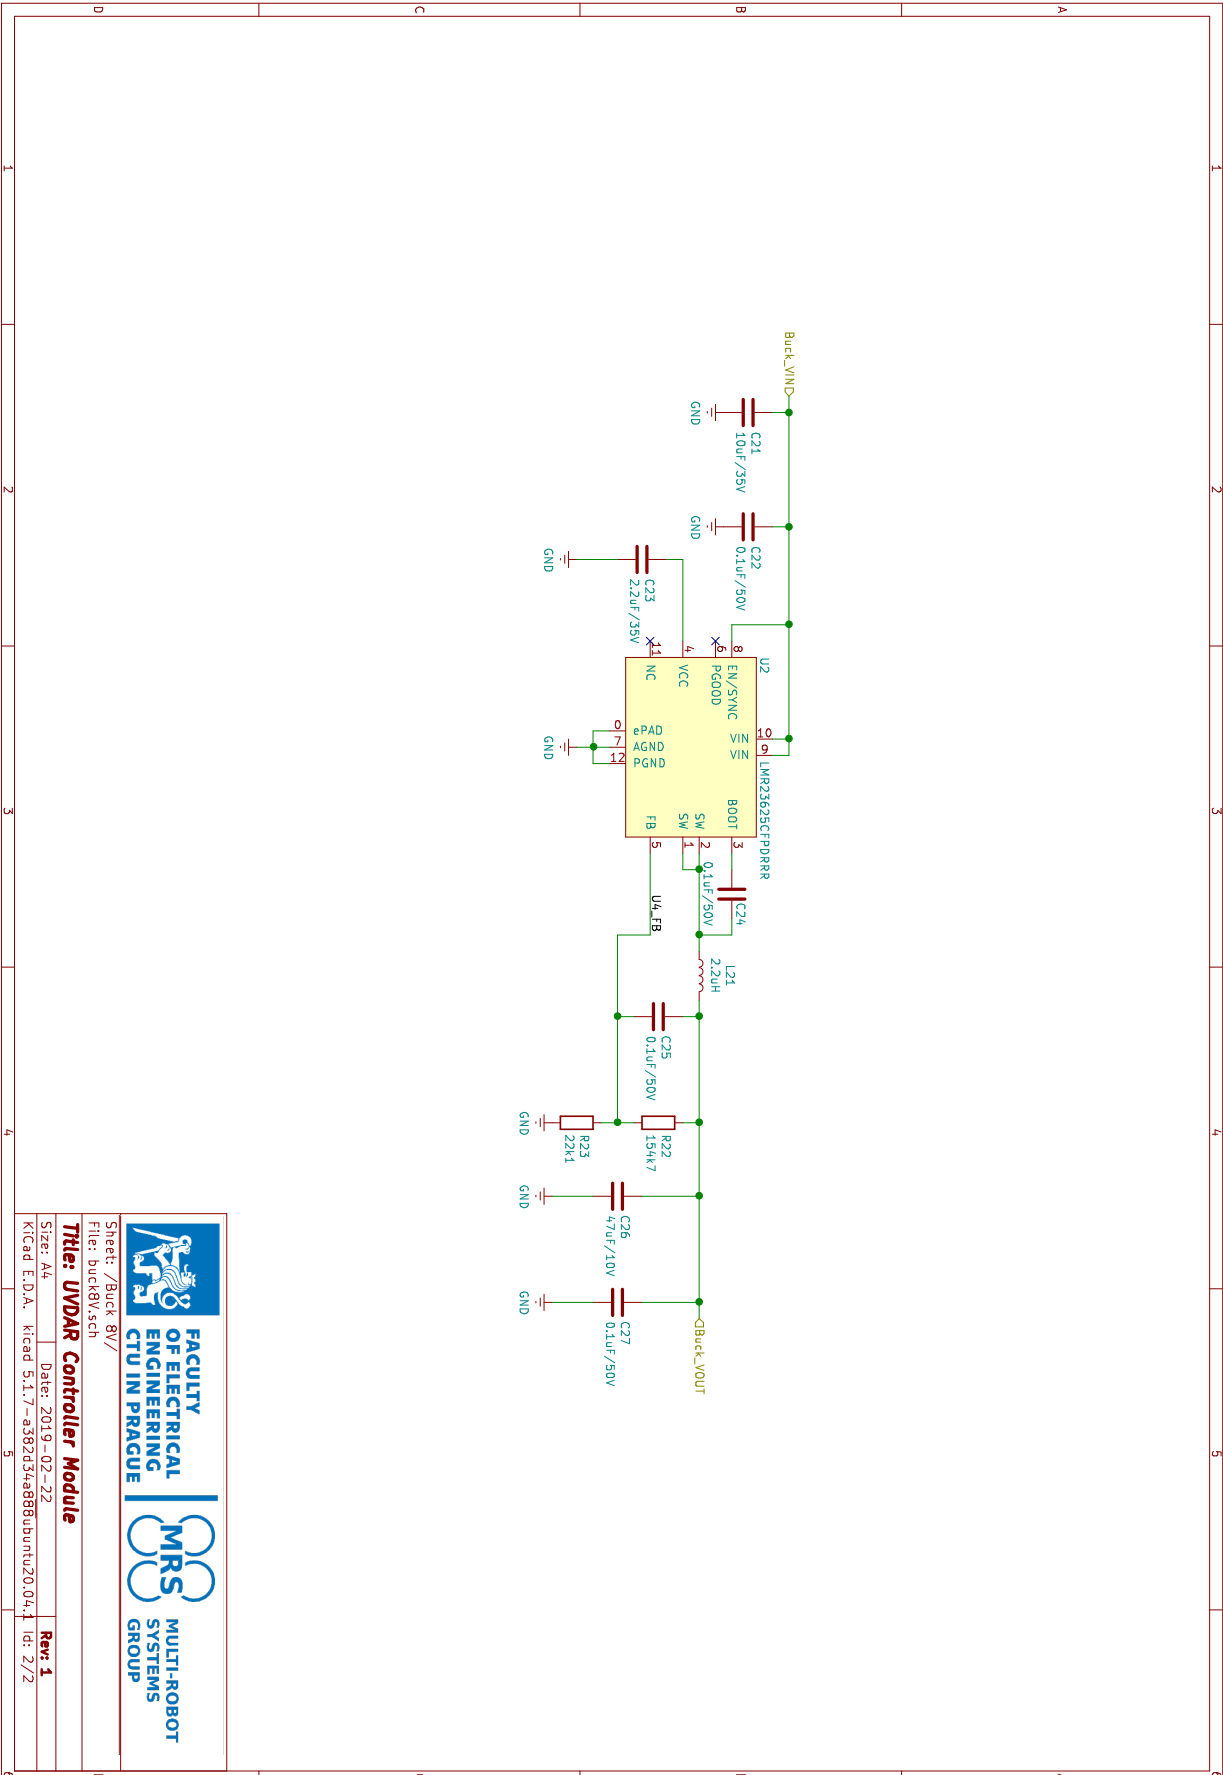 1
2
3
4
5
A
B
C
D
1
2
3
4
5
Buck_VIN
C21
10uF/35V
GND
C22
0.1uF/50V
GND
C23
2.2uF/35V
GND
U2
LMR23625CFPDRRR
8 EN/SYNC
6 PGOOD
4 VCC
11 NC
10 VIN
9 VIN
0 ePAD
7 AGND
12 PGND
GND
BOOT 3
SW 2
SW 1
FB 5
C24
0.1uF/50V
U4_FB
L21
2.2uH
C25
0.1uF/50V
R22
154k7
R23
22k1
GND
C26
47uF/10V
GND
C27
0.1uF/50V
GND
Buck_VOUT
FACULTY
OF ELECTRICAL
ENGINEERING
CTU IN PRAGUE
MRS
MULTI-ROBOT
SYSTEMS
GROUP
Sheet: /Buck 8V/
File: buck8V.sch
Title: UVDAR Controller Module
Size: A4 Date: 2019-02-22 Rev: 1
KiCad E.D.A. kicad 5.1.7-a382d34a888ubuntu20.04.1 Id: 2/2